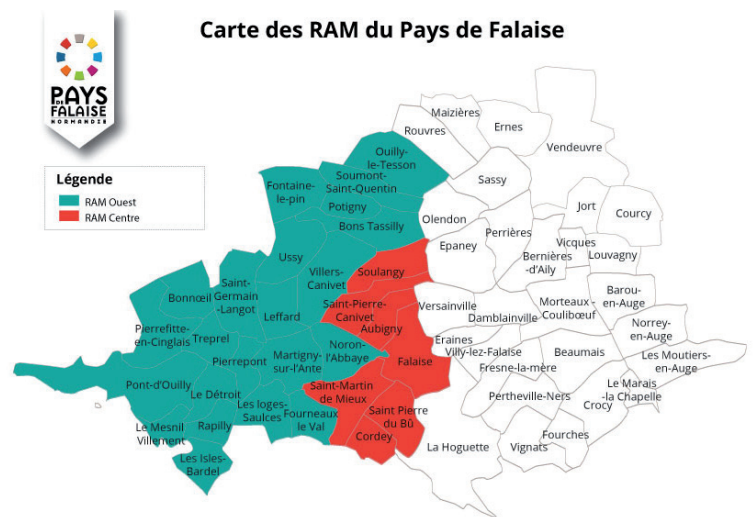 Carte des RAM du Pays de Falaise
PAYS
DE
FALAISE
NORMANDIE
Légende
RAM Ouest
RAM Centre
Maizières
Rouvres
Ernes
Vendeuvre
Ouilly-
le-Tesson
Soumont-
Saint-Quentin
Sassy
Fontaine-
le-pin
Potigny
Jort
Courcy
Olendon
Bons Tassilly
Perrières
Epaney
Vicques
Bernières
-d'Aily
Louvagny
Ussy
Villers-
Canivet
Soulangy
Saint-
Germain
-Langot
Bonnœil
Leffard
Saint-Pierre-
Canivet
Aubigny
Versainville
Damblainville
Morteaux-
Coulibœuf
Barou-
en-Auge
Norrey-
en-Auge
Pierrefitte-
en-Cinglais
Treprel
Noron-
l'Abbaye
Eraines
Villy-lez-Falaise
Beaumais
Les Moutiers-
en-Auge
Pierrepont
Martigny-
sur-l'Ante
Falaise
Fresne-la-mère
Pont-d'Ouilly
Le Détroit
Saint-Martin
de Mieux
Pertheville-Ners
Le Marais
-la Chapelle
Crocy
Les loges-
Saulces
Fourneaux
le Val
Saint Pierre
du Bû
Le Mesnil
Villement
Rapilly
Cordey
La Hoguette
Vignats
Fourches
Les Isles-
Bardel